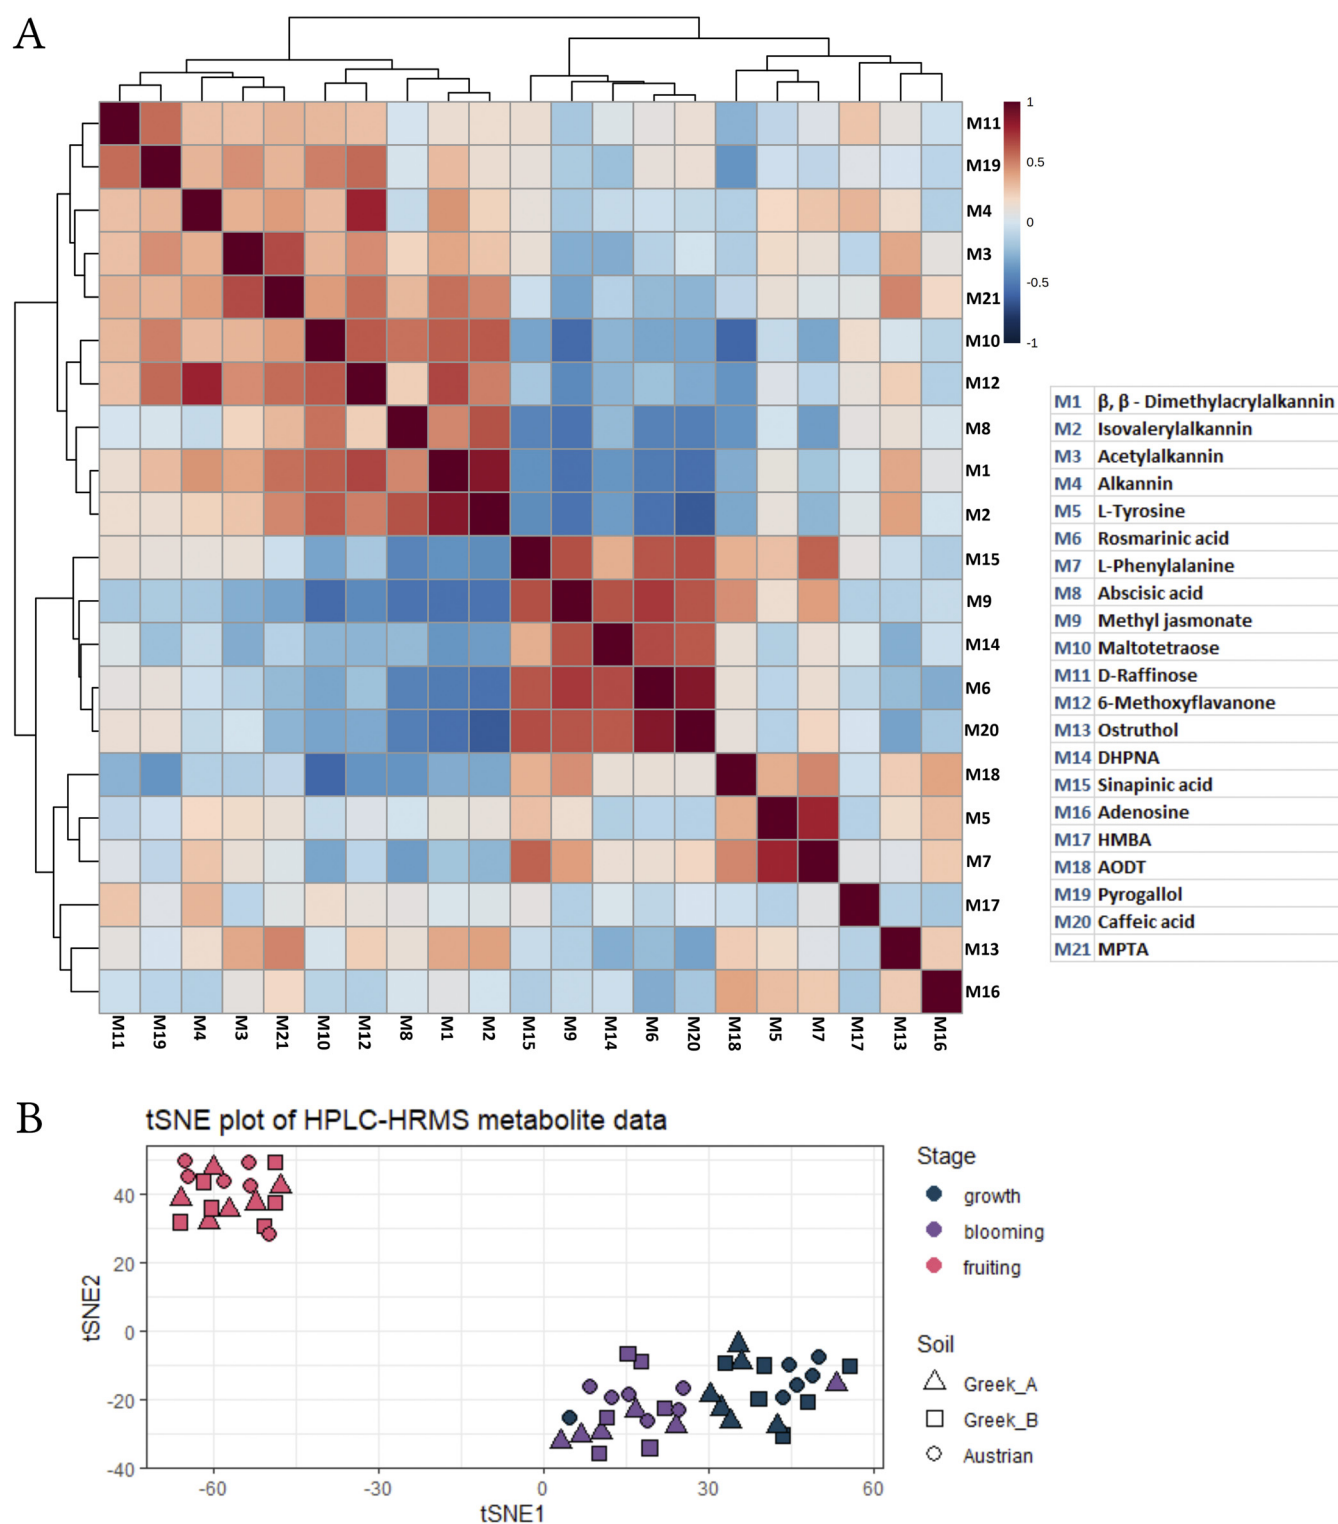 A
M11
M19
M4
M3
M21
M10
M12
M8
M1
M2
M15
M9
M14
M6
M20
M18
M5
M7
M17
M13
M16
1
0.5
0
-0.5
-1
M1 β, β - Dimethylacrylalkannin
M2 Isovalerylalkannin
M3 Acetylalkannin
M4 Alkannin
M5 L-Tyrosine
M6 Rosmarinic acid
M7 L-Phenylalanine
M8 Abscisic acid
M9 Methyl jasmonate
M10 Maltotetraose
M11 D-Raffinose
M12 6-Methoxyflavanone
M13 Ostruthol
M14 DHPNA
M15 Sinapinic acid
M16 Adenosine
M17 HMBA
M18 AODT
M19 Pyrogallol
M20 Caffeic acid
M21 MPTA
M11 M19 M4 M3 M21 M10 M12 M8 M1 M2 M15 M9 M14 M6 M20 M18 M5 M7 M17 M13 M16
B
tSNE plot of HPLC-HRMS metabolite data
40
20
0
-20
-40
tSNE2
-60 -30 0 30 60
tSNE1
Stage
growth
blooming
fruiting
Soil
Greek_A
Greek_B
Austrian